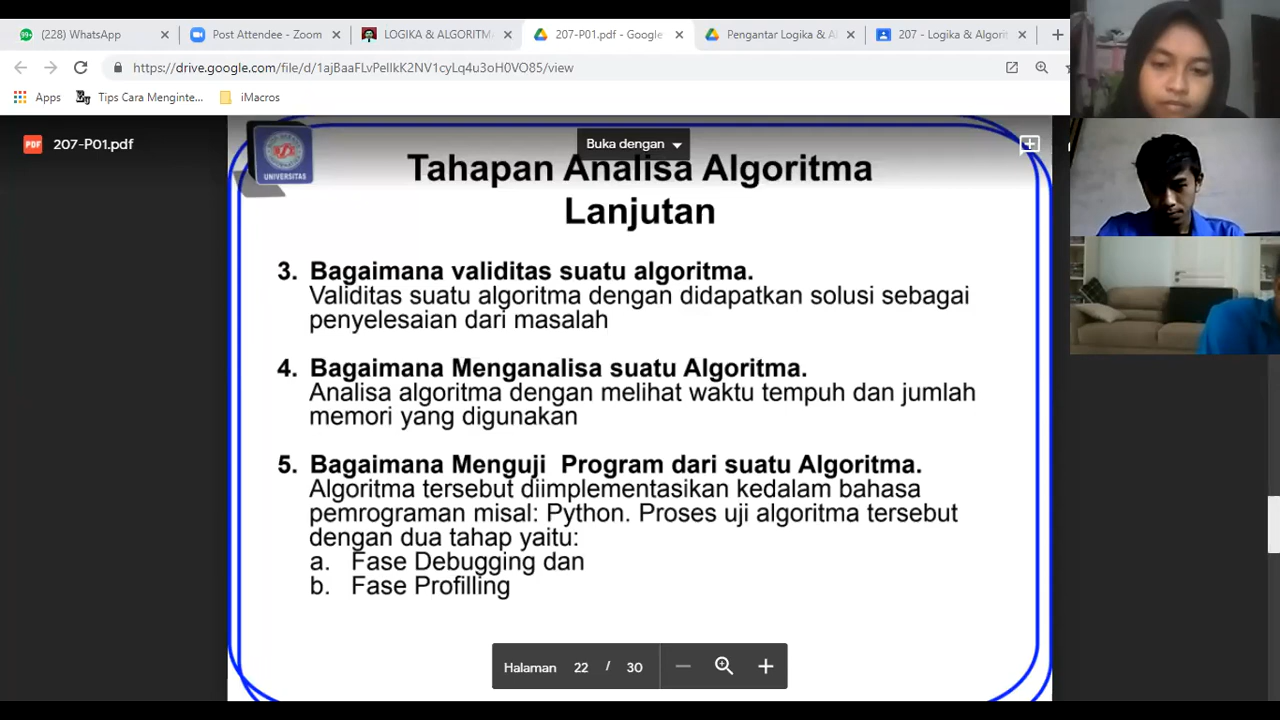 (228) WhatsApp
Post Attendee - Zoom
LOGIKA & ALGORITM
207-P01.pdf - Google
Pengantar Logika & A
207 - Logika & Algorit
https://drive.google.com/file/d/1ajBaaFLvPelIkK2NV1cyLq4u3oH0VO85/view
Apps
Tips Cara Menginte...
iMacros
PDF
207-P01.pdf
Buka dengan
UNIVERSITAS
Tahapan Analisa Algoritma
Lanjutan
3. Bagaimana validitas suatu algoritma.
Validitas suatu algoritma dengan didapatkan solusi sebagai
penyelesaian dari masalah
4. Bagaimana Menganalisa suatu Algoritma.
Analisa algoritma dengan melihat waktu tempuh dan jumlah
memori yang digunakan
5. Bagaimana Menguji  Program dari suatu Algoritma.
Algoritma tersebut diimplementasikan kedalam bahasa
pemrograman misal: Python. Proses uji algoritma tersebut
dengan dua tahap yaitu:
a. Fase Debugging dan
b. Fase Profilling
Halaman 22 / 30